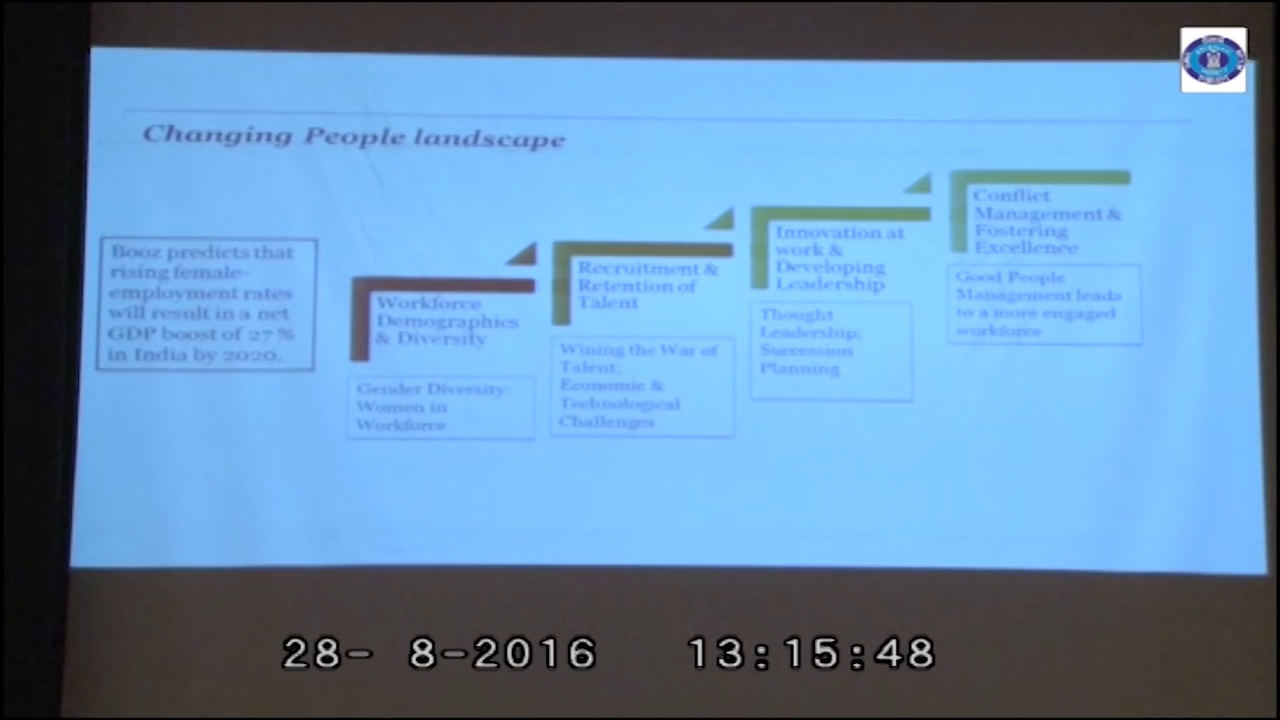 Changing People landscape
Booz predicts that
rising female-
employment rates
will result in a net
GDP boost of 27 %
in India by 2020.
Workforce
Demographics
& Diversity
Gender Diversity:
Women in
Workforce
Recruitment &
Retention of
Talent
Wining the War of
Talent;
Economic &
Technological
Challenges
Innovation at
work &
Developing
Leadership
Thought
Leadership;
Succession
Planning
Conflict
Management &
Fostering
Excellence
Good People
Management leads
to a more engaged
workforce
28- 8-2016 13:15:48